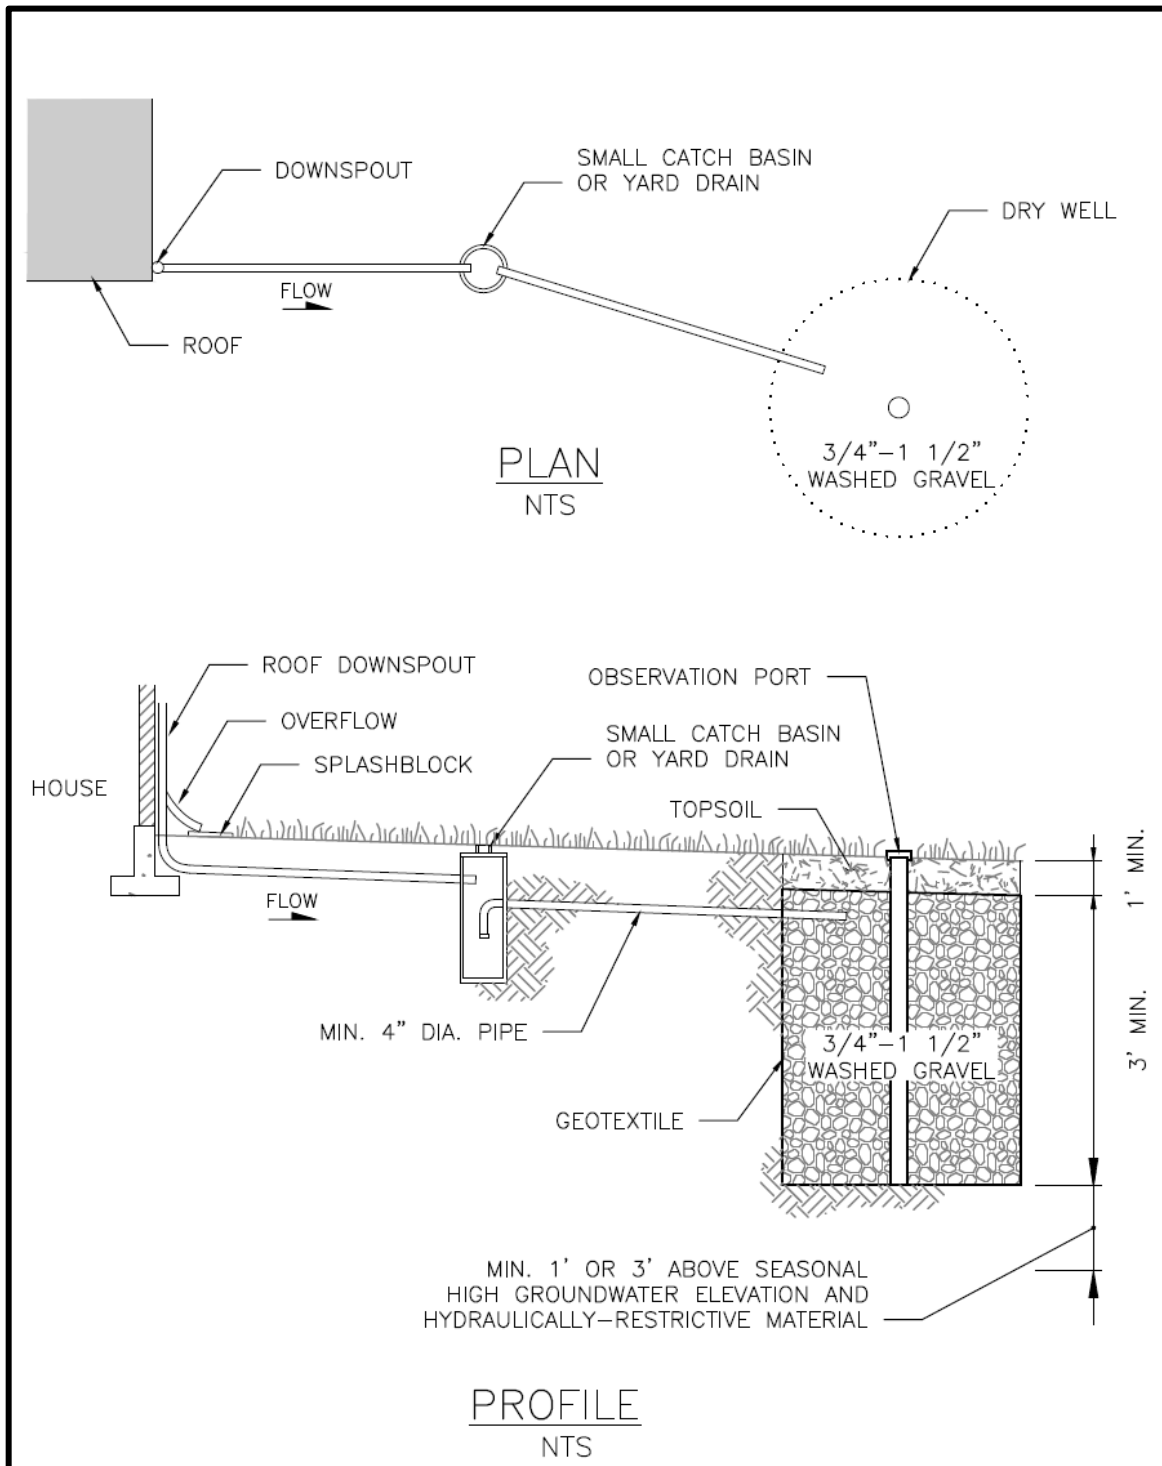 DOWNSPOUT
SMALL CATCH BASIN
OR YARD DRAIN
DRY WELL
FLOW
ROOF
3/4"–1 1/2"
WASHED GRAVEL
PLAN
NTS
ROOF DOWNSPOUT
OBSERVATION PORT
OVERFLOW
SMALL CATCH BASIN
OR YARD DRAIN
SPLASHBLOCK
HOUSE
TOPSOIL
1' MIN.
FLOW
3' MIN.
MIN. 4" DIA. PIPE
3/4"–1 1/2"
WASHED GRAVEL
GEOTEXTILE
MIN. 1' OR 3' ABOVE SEASONAL
HIGH GROUNDWATER ELEVATION AND
HYDRAULICALLY–RESTRICTIVE MATERIAL
PROFILE
NTS